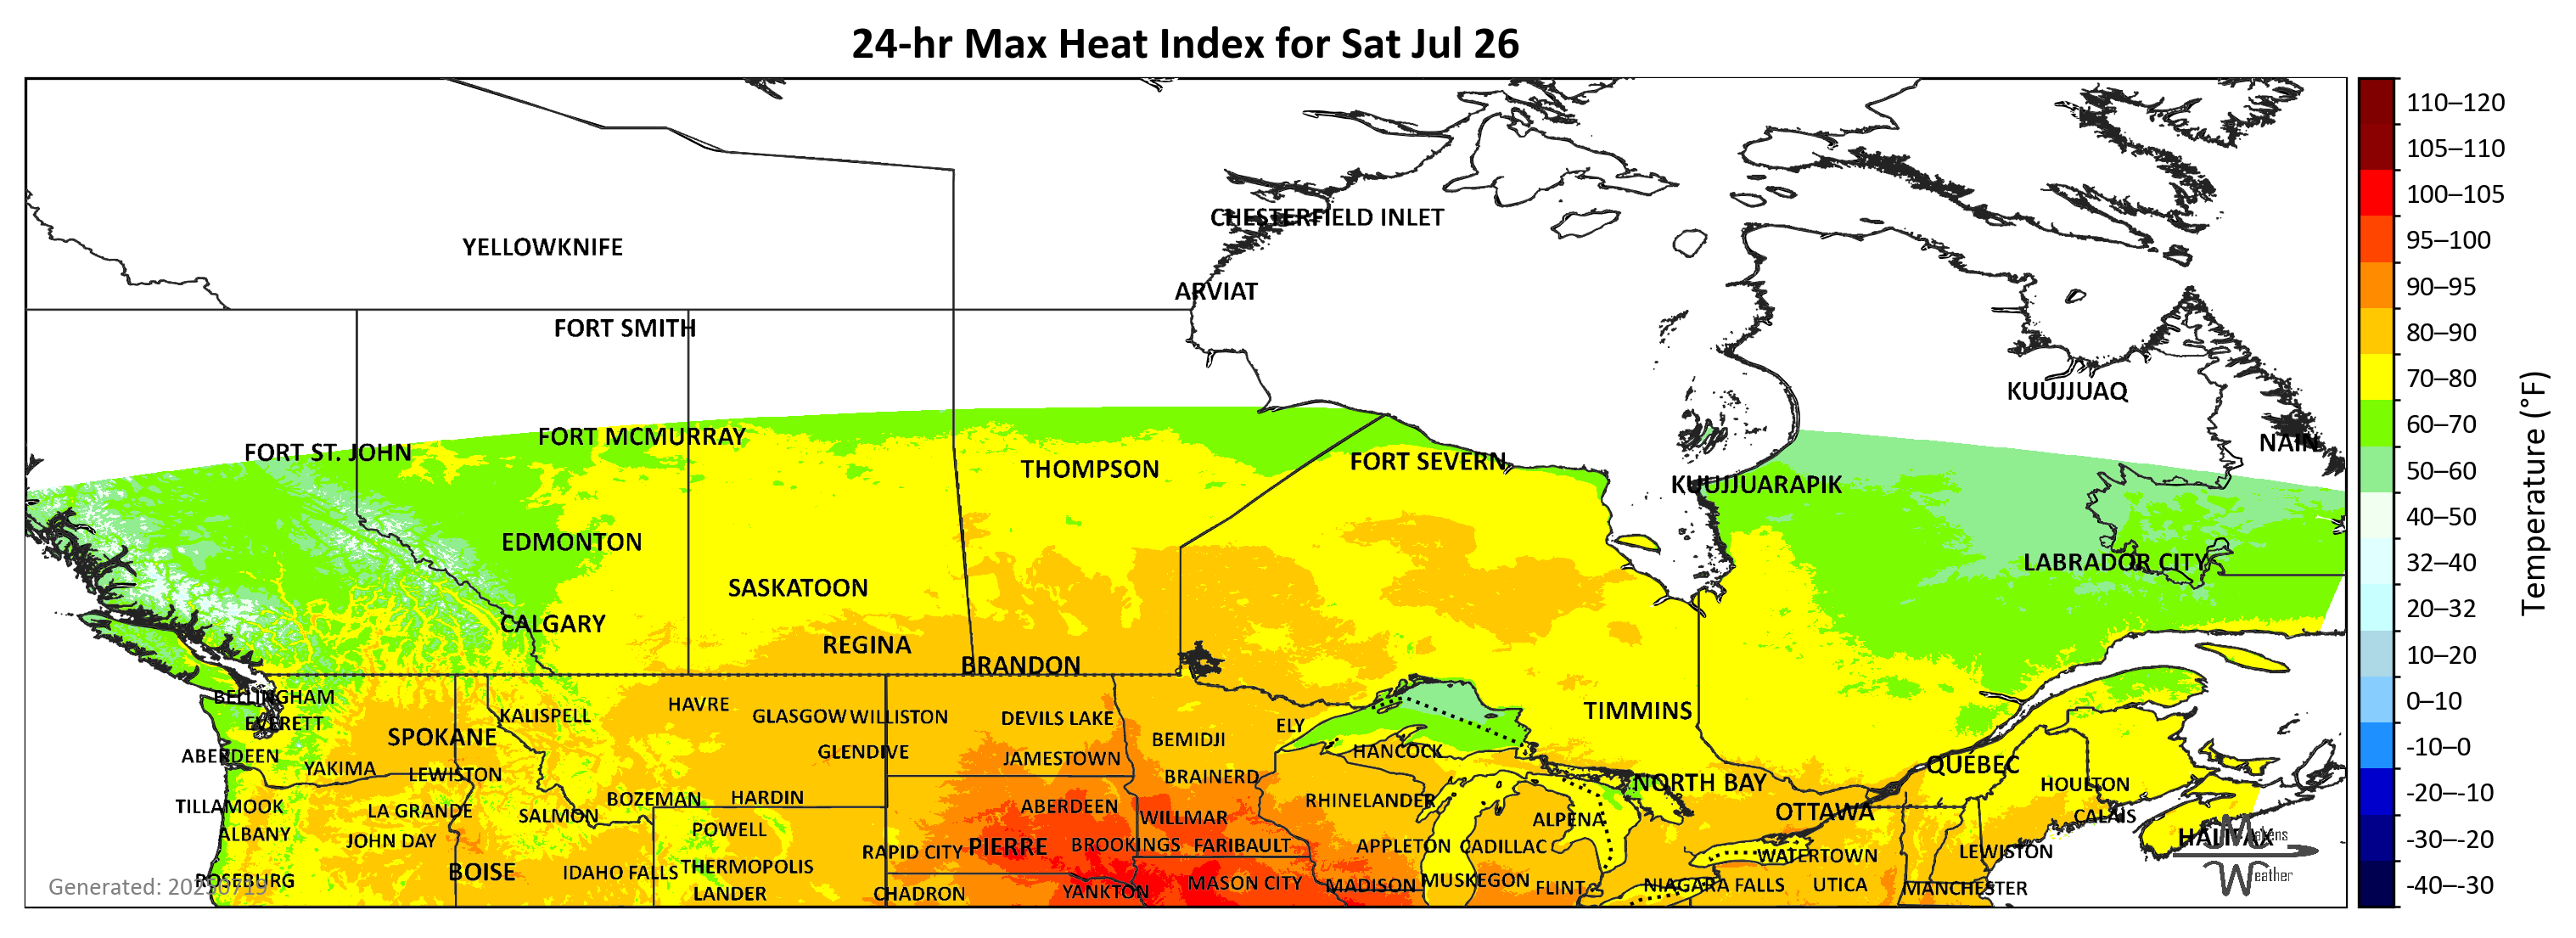 24-hr Max Heat Index for Sat Jul 26
CHESTERFIELD INLET
YELLOWKNIFE
ARVIAT
FORT SMITH
KUUJJUAQ
FORT MCMURRAY
NAIN
FORT ST. JOHN
FORT SEVERN
THOMPSON
KUUJJUARAPIK
EDMONTON
LABRADOR CITY
SASKATOON
CALGARY
REGINA
BRANDON
BELLINGHAM
HAVRE
TIMMINS
KALISPELL
GLASGOW
WILLISTON
DEVILS LAKE
EVERETT
ELY
SPOKANE
BEMIDJI
HANCOCK
GLENDIVE
ABERDEEN
JAMESTOWN
QUÉBEC
YAKIMA
LEWISTON
BRAINERD
NORTH BAY
HOULTON
BOZEMAN
HARDIN
RHINELANDER
TILLAMOOK
ABERDEEN
LA GRANDE
OTTAWA
SALMON
CALAIS
WILLMAR
ALPENA
POWELL
ALBANY
HALIFAX
JOHN DAY
BROOKINGS
FARIBAULT
PIERRE
APPLETON
CADILLAC
RAPID CITY
LEWISTON
WATERTOWN
THERMOPOLIS
BOISE
IDAHO FALLS
ROSEBURG
MUSKEGON
MASON CITY
MADISON
NIAGARA FALLS
UTICA
FLINT
MANCHESTER
YANKTON
CHADRON
LANDER
Generated: 20250719
Makens
Weather
110–120
105–110
100–105
95–100
90–95
80–90
70–80
60–70
50–60
40–50
32–40
20–32
10–20
0–10
-10–0
-20–-10
-30–-20
-40–-30
Temperature (°F)